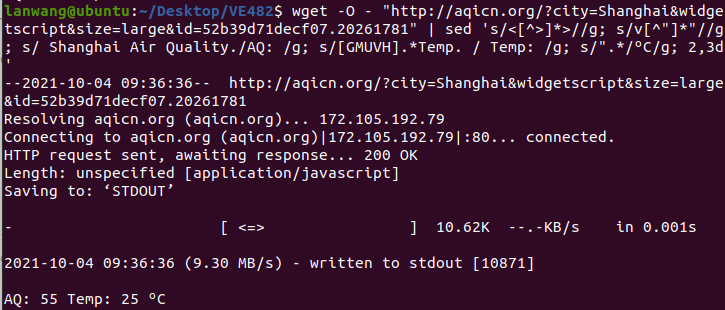 lanwang@ubuntu:~/Desktop/VE482$ wget -O - "http://aqicn.org/?city=Shanghai&widge
tscript&size=large&id=52b39d71decf07.20261781" | sed 's/<[^>]*>//g; s/v[^"]*"//g
; s/ Shanghai Air Quality./AQ: /g; s/[GMUVH].*Temp. / Temp: /g; s/".*/ºC/g; 2,3d
'
--2021-10-04 09:36:36--  http://aqicn.org/?city=Shanghai&widgetscript&size=large
&id=52b39d71decf07.20261781
Resolving aqicn.org (aqicn.org)... 172.105.192.79
Connecting to aqicn.org (aqicn.org)|172.105.192.79|:80... connected.
HTTP request sent, awaiting response... 200 OK
Length: unspecified [application/javascript]
Saving to: ‘STDOUT’
-                   [ <=>                ]  10.62K  --.-KB/s    in 0.001s
2021-10-04 09:36:36 (9.30 MB/s) - written to stdout [10871]
AQ: 55 Temp: 25 ºC